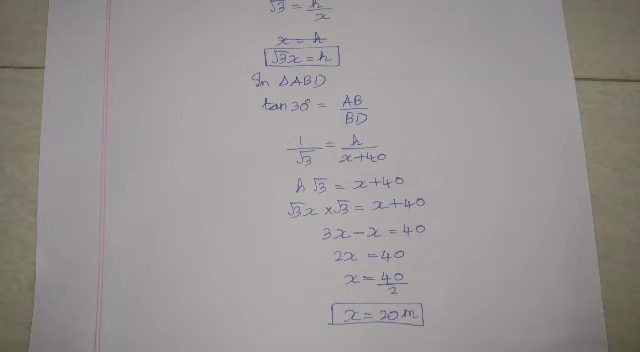 √3 = h/x
x = h
√3x = h
In ΔABD
tan 30° = AB/BD
1/√3 = h/x+40
h√3 = x+40
√3x × √3 = x+40
3x - x = 40
2x = 40
x = 40/2
x = 20m